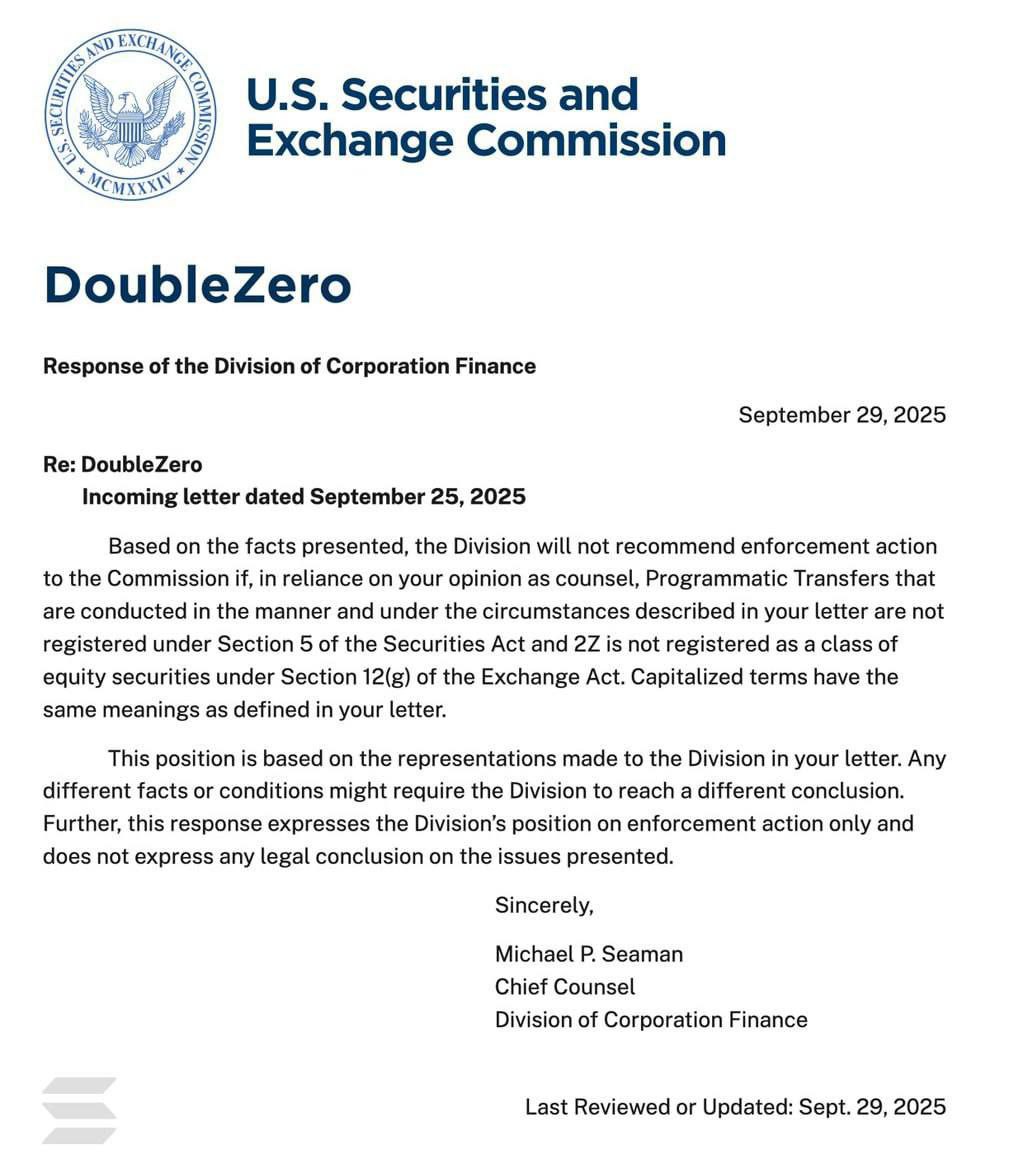 U.S. SECURITIES AND EXCHANGE COMMISSION
MCMXXXIV
U.S. Securities and
Exchange Commission
DoubleZero
Response of the Division of Corporation Finance
September 29, 2025
Re: DoubleZero
Incoming letter dated September 25, 2025
Based on the facts presented, the Division will not recommend enforcement action
to the Commission if, in reliance on your opinion as counsel, Programmatic Transfers that
are conducted in the manner and under the circumstances described in your letter are not
registered under Section 5 of the Securities Act and 2Z is not registered as a class of
equity securities under Section 12(g) of the Exchange Act. Capitalized terms have the
same meanings as defined in your letter.
This position is based on the representations made to the Division in your letter. Any
different facts or conditions might require the Division to reach a different conclusion.
Further, this response expresses the Division’s position on enforcement action only and
does not express any legal conclusion on the issues presented.
Sincerely,
Michael P. Seaman
Chief Counsel
Division of Corporation Finance
Last Reviewed or Updated: Sept. 29, 2025